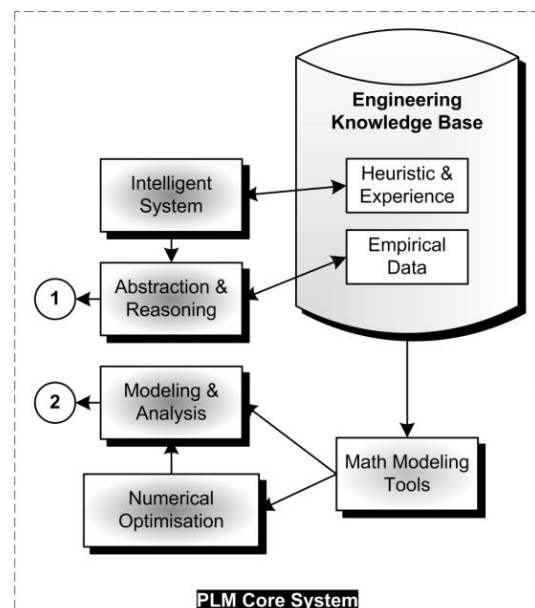 Engineering
Knowledge Base
Intelligent
System
Heuristic &
Experience
Empirical
Data
1
Abstraction &
Reasoning
2
Modeling &
Analysis
Math Modeling
Tools
Numerical
Optimisation
PLM Core System